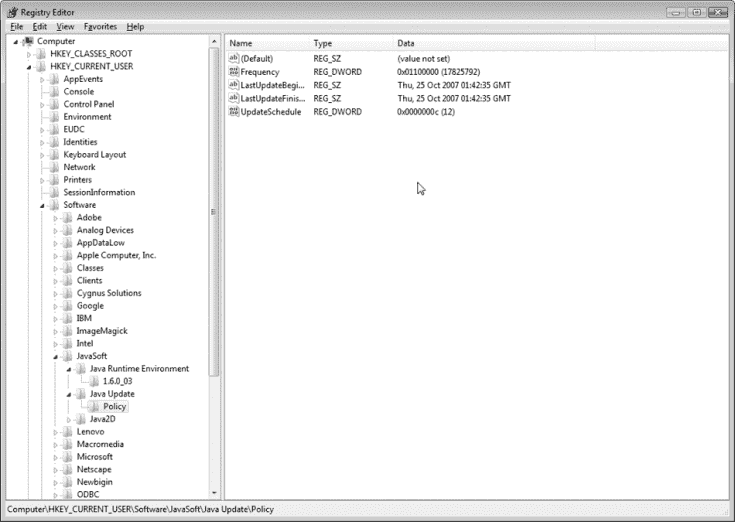 Registry Editor
File Edit View Favorites Help
Computer
HKEY_CLASSES_ROOT
HKEY_CURRENT_USER
AppEvents
Console
Control Panel
Environment
EUDC
Identities
Keyboard Layout
Network
Printers
SessionInformation
Software
Adobe
Analog Devices
AppDataLow
Apple Computer, Inc.
Classes
Clients
Cygnus Solutions
Google
IBM
ImageMagick
Intel
JavaSoft
Java Runtime Environment
1.6.0_03
Java Update
Policy
Java2D
Lenovo
Macromedia
Microsoft
Netscape
Newbigin
ODBC
Name Type Data
(Default) REG_SZ (value not set)
Frequency REG_DWORD 0x01100000 (17825792)
LastUpdateBegi... REG_SZ Thu, 25 Oct 2007 01:42:35 GMT
LastUpdateFinis... REG_SZ Thu, 25 Oct 2007 01:42:35 GMT
UpdateSchedule REG_DWORD 0x0000000c (12)
Computer\HKEY_CURRENT_USER\Software\JavaSoft\Java Update\Policy